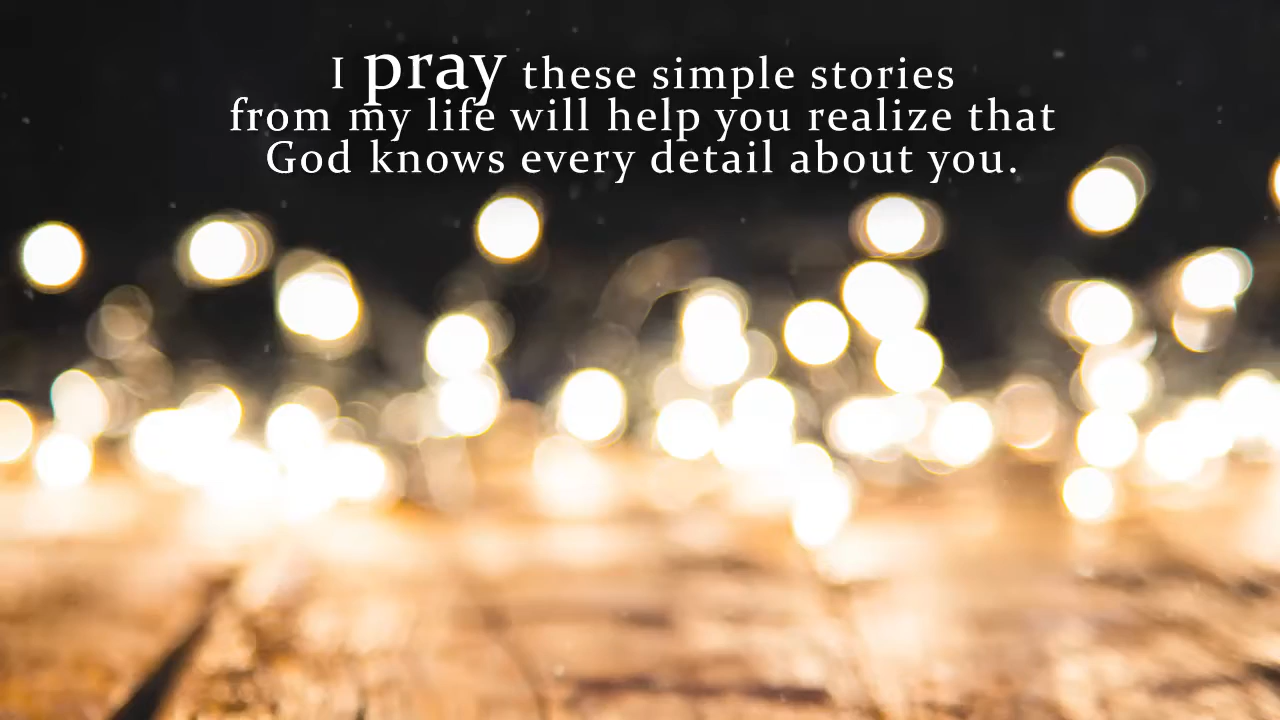 I pray these simple stories
from my life will help you realize that
God knows every detail about you.